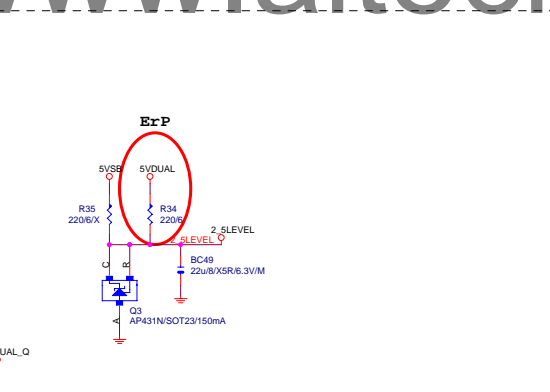 ErP
5VSB
5VDUAL
R35
220/6/X
R34
220/6
2_5LEVEL
2_5LEVEL
BC49
22u/8/X5R/6.3V/M
C
R
A
Q3
AP431N/SOT23/150mA
UAL_Q